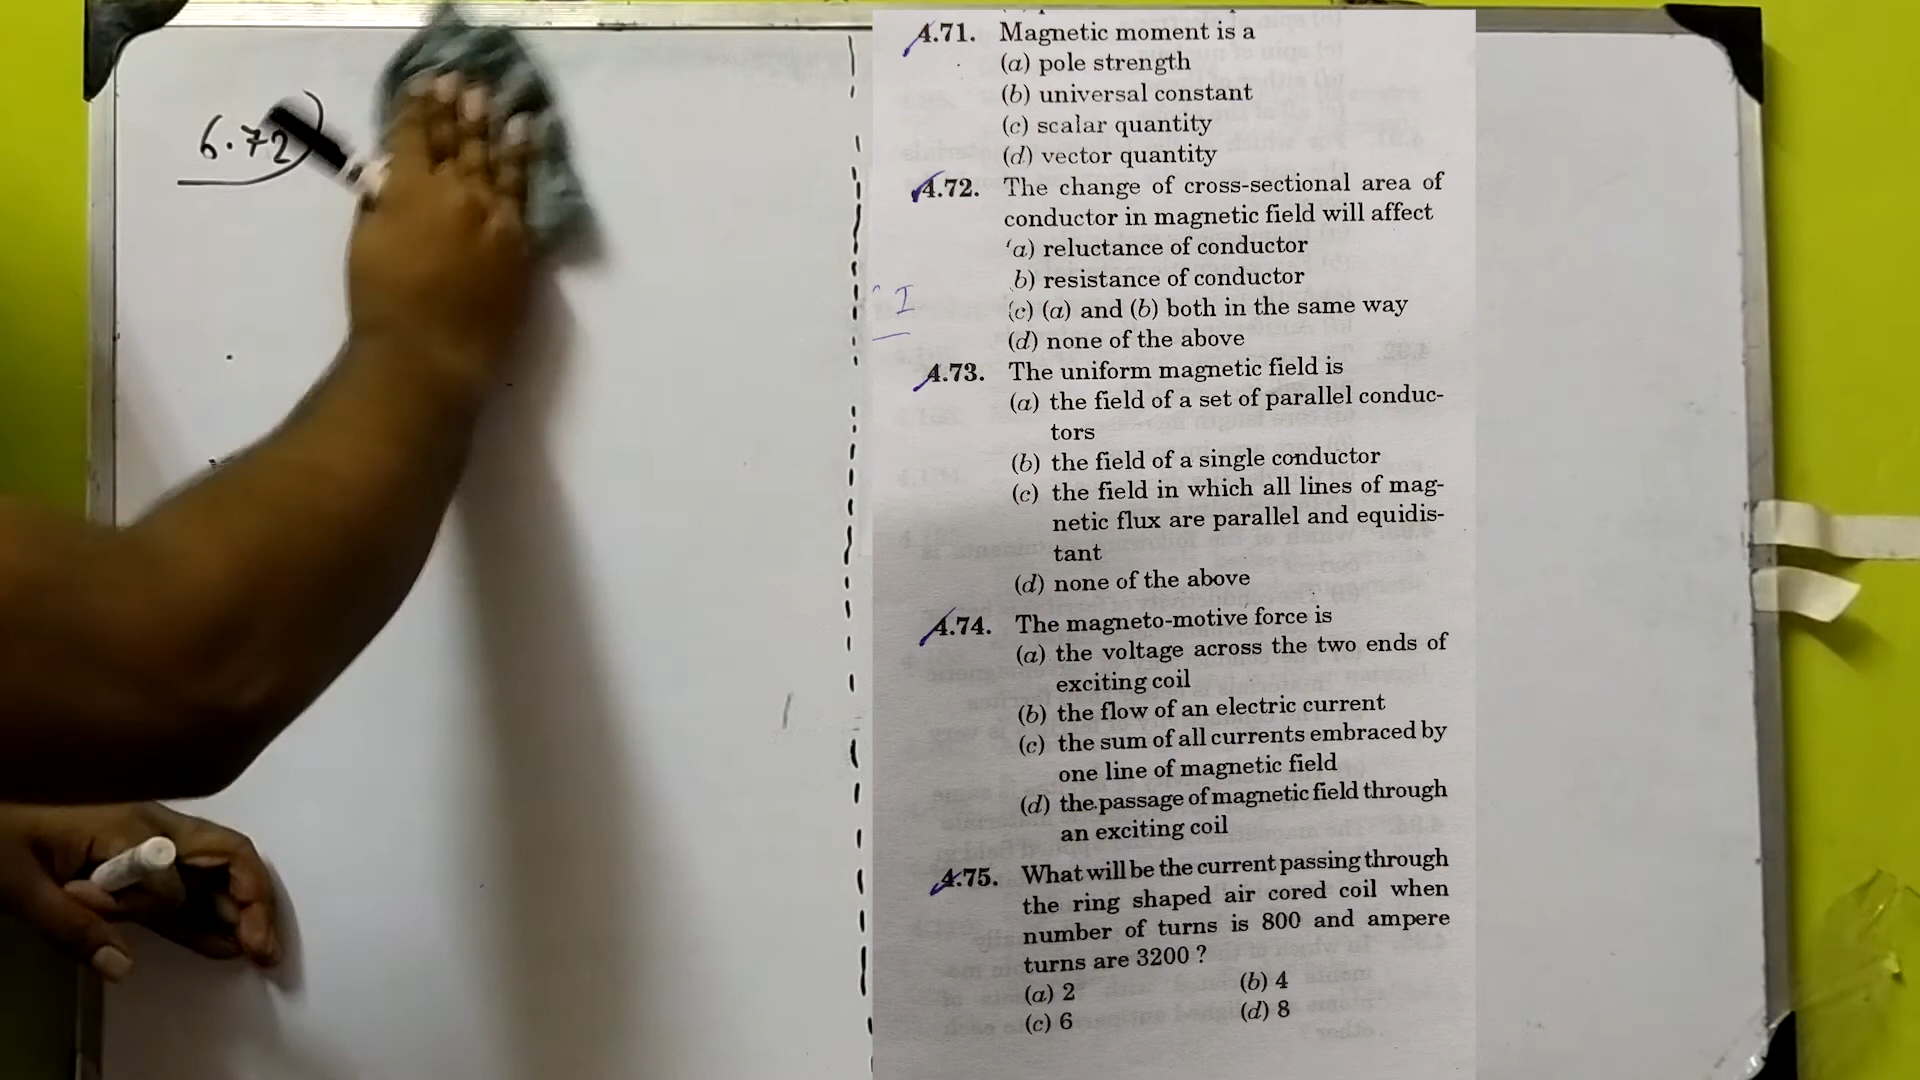 6.72)
I
4.71. Magnetic moment is a
(a) pole strength
(b) universal constant
(c) scalar quantity
(d) vector quantity
4.72. The change of cross-sectional area of
conductor in magnetic field will affect
(a) reluctance of conductor
b) resistance of conductor
(c) (a) and (b) both in the same way
(d) none of the above
4.73. The uniform magnetic field is
(a) the field of a set of parallel conduc-
tors
(b) the field of a single conductor
(c) the field in which all lines of mag-
netic flux are parallel and equidis-
tant
(d) none of the above
4.74. The magneto-motive force is
(a) the voltage across the two ends of
exciting coil
(b) the flow of an electric current
(c) the sum of all currents embraced by
one line of magnetic field
(d) the passage of magnetic field through
an exciting coil
4.75. What will be the current passing through
the ring shaped air cored coil when
number of turns is 800 and ampere
turns are 3200 ?
(a) 2 (b) 4
(c) 6 (d) 8